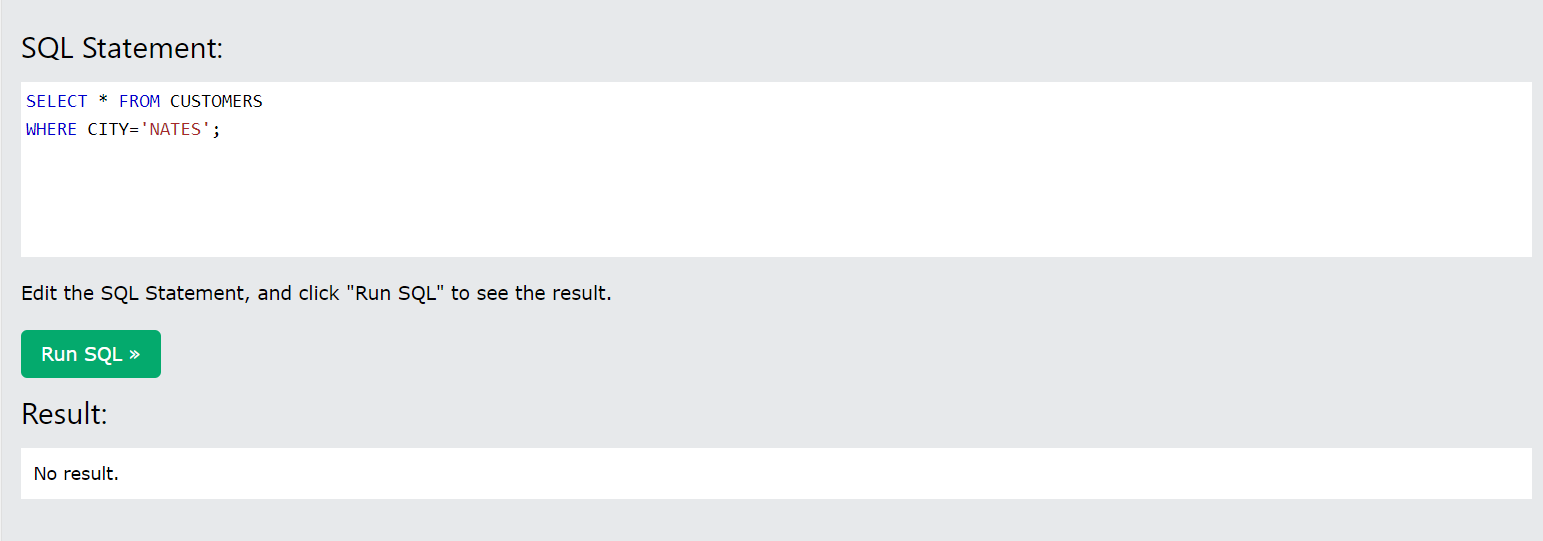 SQL Statement:
SELECT * FROM CUSTOMERS
WHERE CITY='NATES';
Edit the SQL Statement, and click "Run SQL" to see the result.
Run SQL »
Result:
No result.